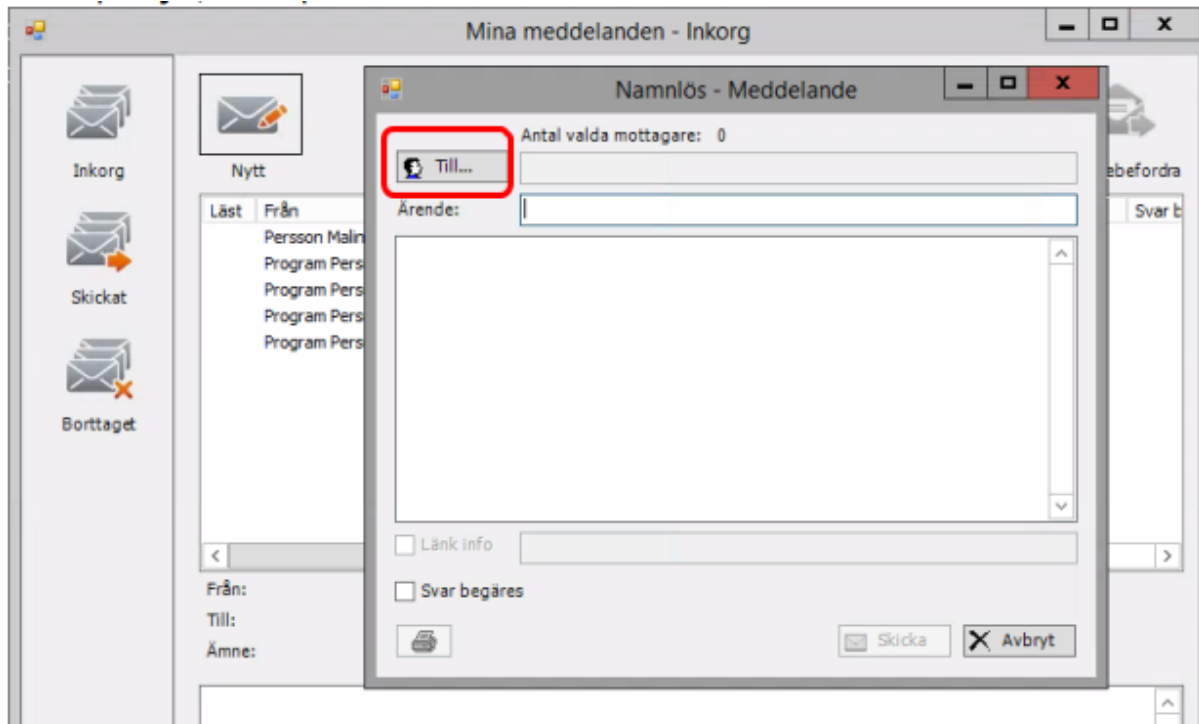 Mina meddelanden - Inkorg
Inkorg
Skickat
Borttaget
Nytt
Läst Från
Svar b
Persson Malin
Program Pers
Program Pers
Program Pers
Program Pers
Från:
Till:
Ämne:
Namnlös - Meddelande
Antal valda mottagare: 0
Till...
Ärende:
Länk info
Svar begäres
Skicka
Avbryt
ebefordra